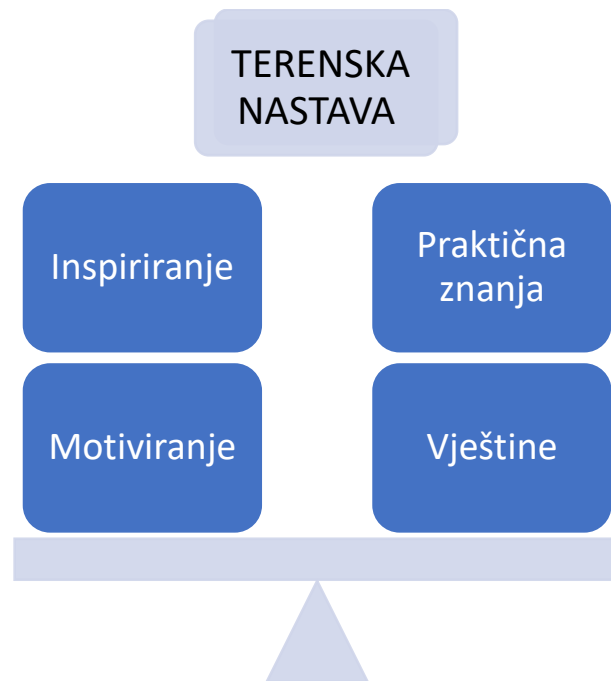 TERENSKA
NASTAVA
Inspiriranje
Praktična
znanja
Motiviranje
Vještine